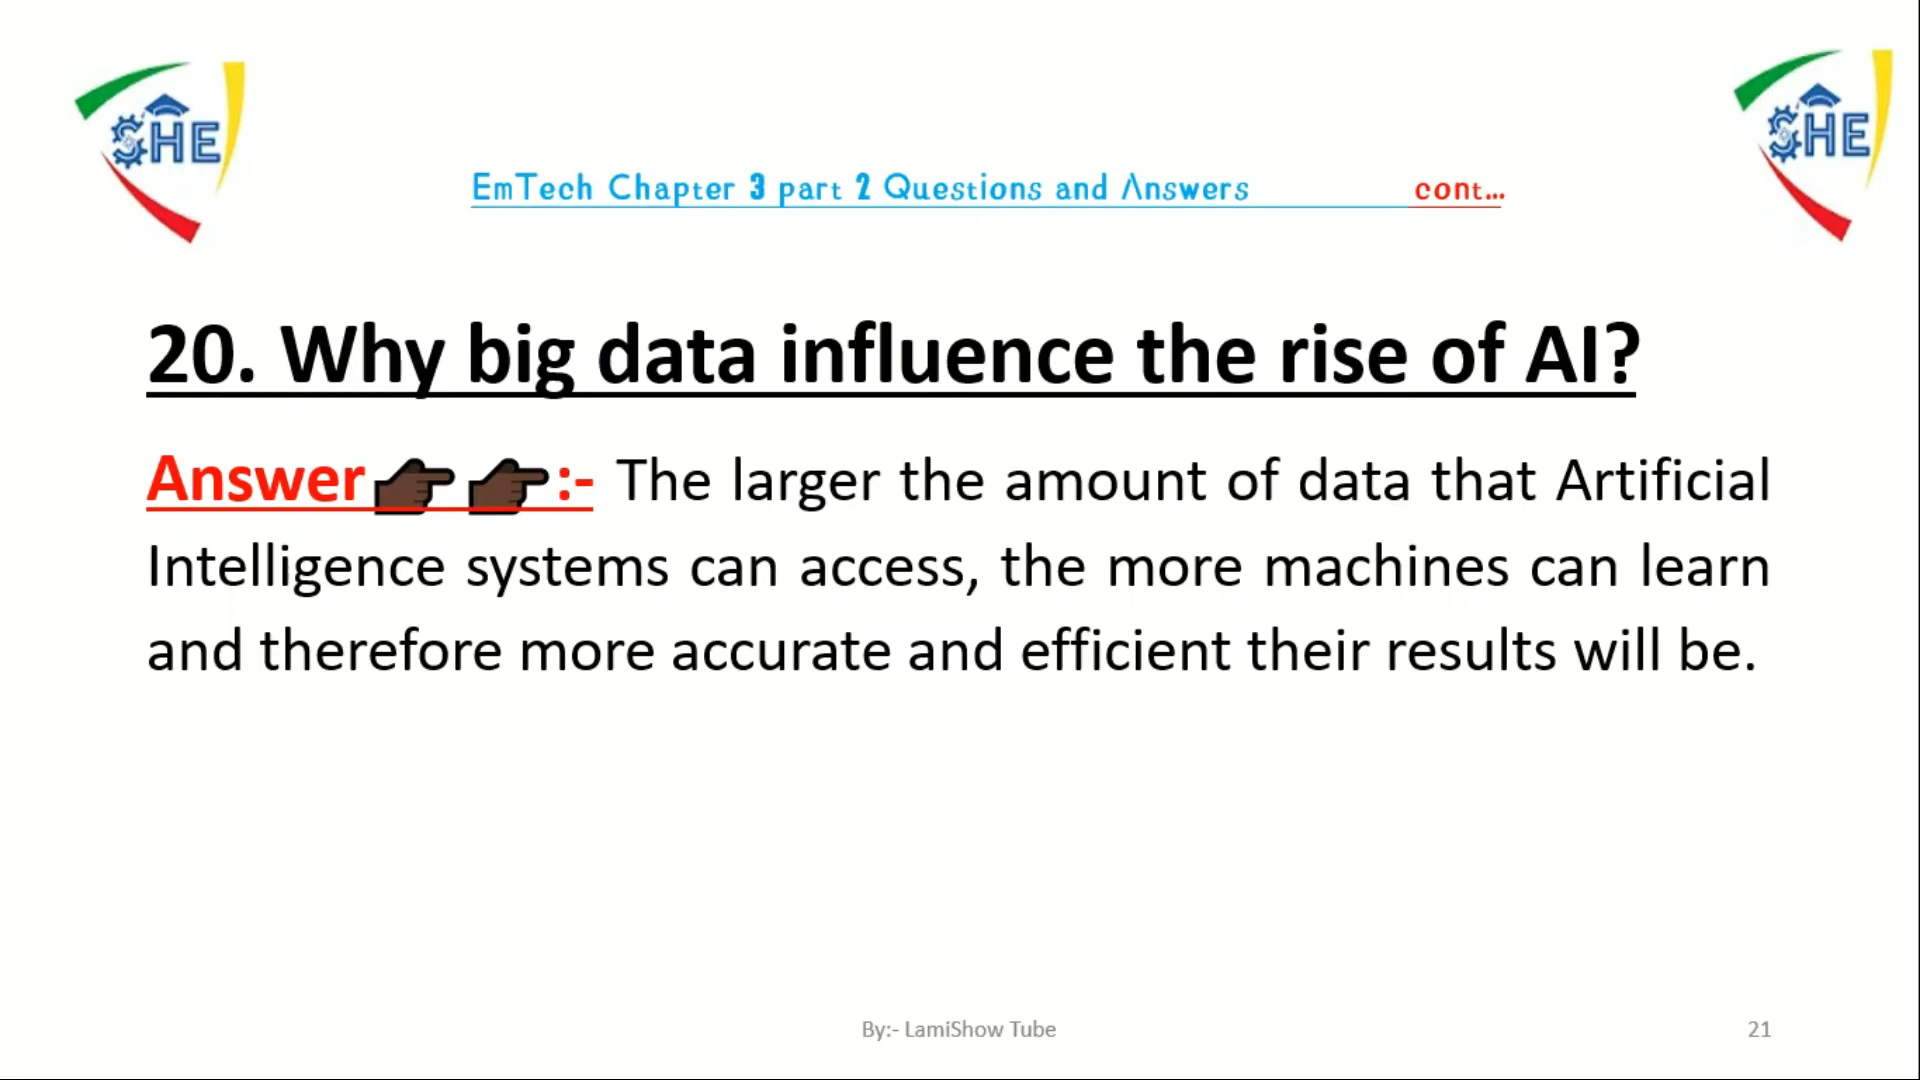 SHE
SHE
EmTech Chapter 3 part 2 Questions and Answers cont...
20. Why big data influence the rise of AI?
Answer :- The larger the amount of data that Artificial
Intelligence systems can access, the more machines can learn
and therefore more accurate and efficient their results will be.
By:- LamiShow Tube
21